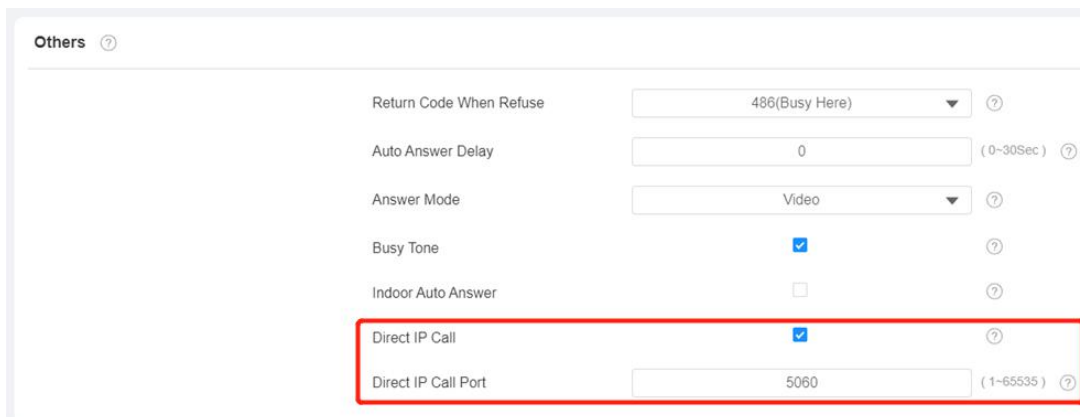 Others ?
Return Code When Refuse 486(Busy Here) ?
Auto Answer Delay 0 ( 0~30Sec ) ?
Answer Mode Video ?
Busy Tone ?
Indoor Auto Answer ?
Direct IP Call ?
Direct IP Call Port 5060 ( 1~65535 ) ?